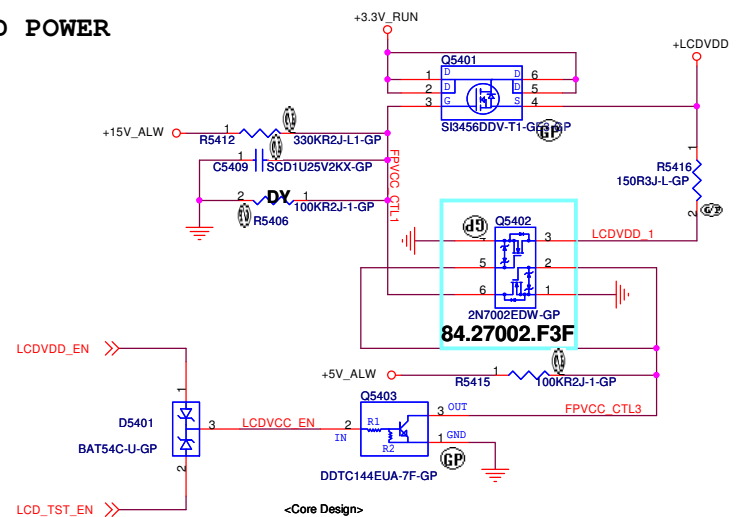 D POWER
+3.3V_RUN
+LCDVDD
Q5401
1 D D 6
2 D D 5
3 G S 4
SI3456DDV-T1-GE3-GP
GP
+15V_ALW
1 2
R5412
330KR2J-L1-GP
1 2
C5409 SCD1U25V2KX-GP
2 DY 1
100KR2J-1-GP
R5406
FPVCC_CTL1
1
R5416
150R3J-L-GP
2
GP
GP
Q5402
4 3
LCDVDD_1
5 2
6 1
2N7002EDW-GP
84.27002.F3F
+5V_ALW
1 2
R5415 100KR2J-1-GP
LCDVDD_EN
1
D5401
BAT54C-U-GP
3
LCDVCC_EN
2
LCD_TST_EN
Q5403
2 IN
R1
R2
3 OUT
FPVCC_CTL3
1 GND
GP
DDTC144EUA-7F-GP
<Core Design>